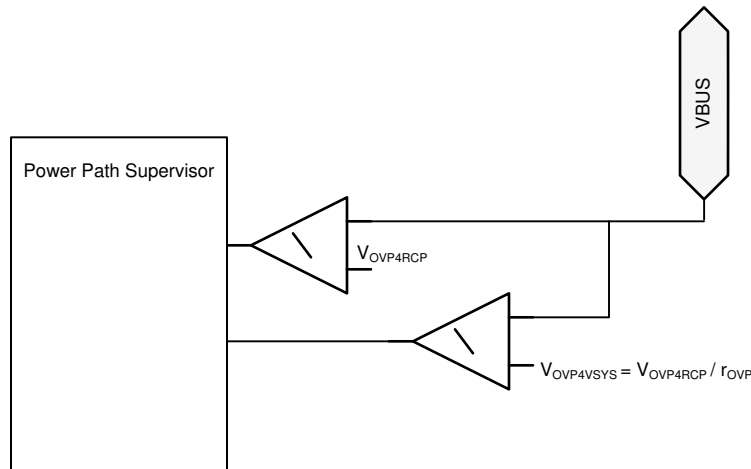 VBUS
Power Path Supervisor
VOVP4RCP
VOVP4VSYS = VOVP4RCP / rOVP